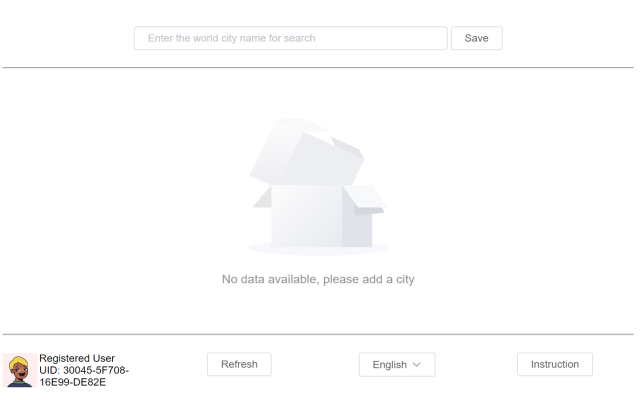 Enter the world city name for search
Save
No data available, please add a city
Registered User
UID: 30045-5F708-
16E99-DE82E
Refresh
English
Instruction